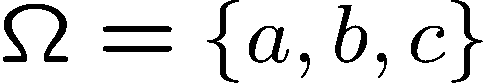 Ω = {a, b, c}